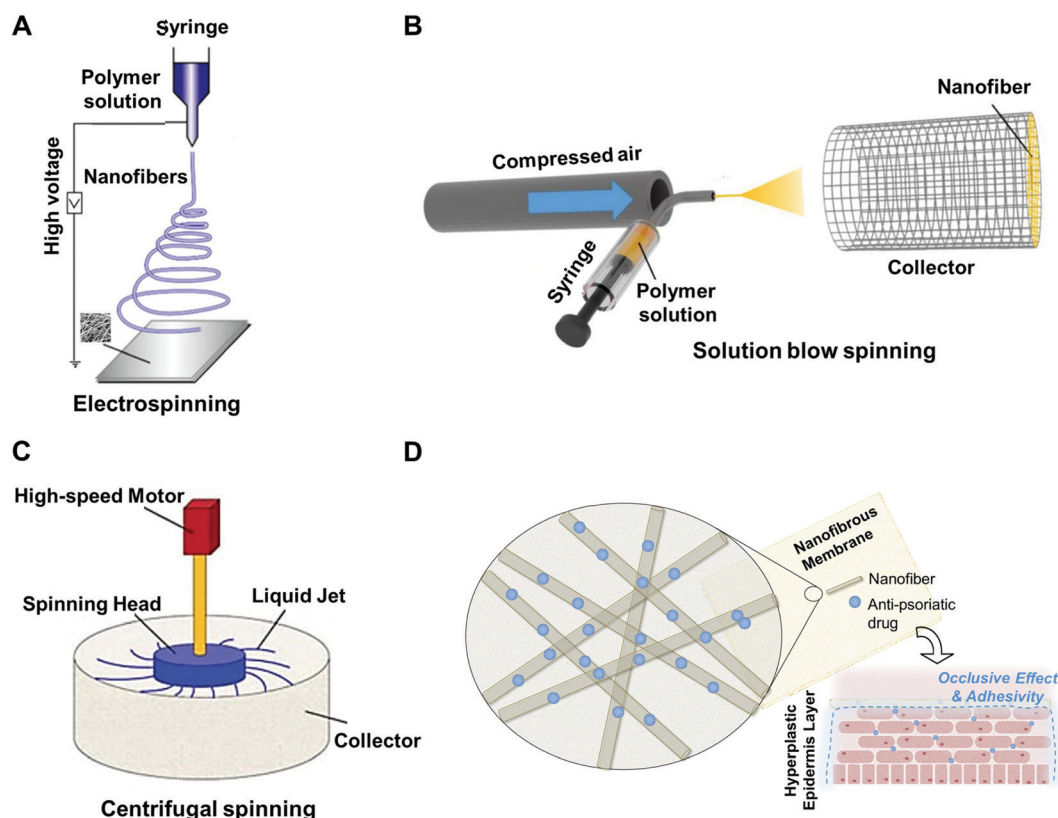 A
Syringe
Polymer
solution
High voltage
V
Nanofibers
Electrospinning
B
Nanofiber
Compressed air
Syringe
Polymer
solution
Collector
Solution blow spinning
C
High-speed Motor
Spinning Head
Liquid Jet
Collector
Centrifugal spinning
D
Nanofibrous
Membrane
Nanofiber
Anti-psoriatic
drug
Occlusive Effect
& Adhesivity
Hyperplastic
Epidermis Layer